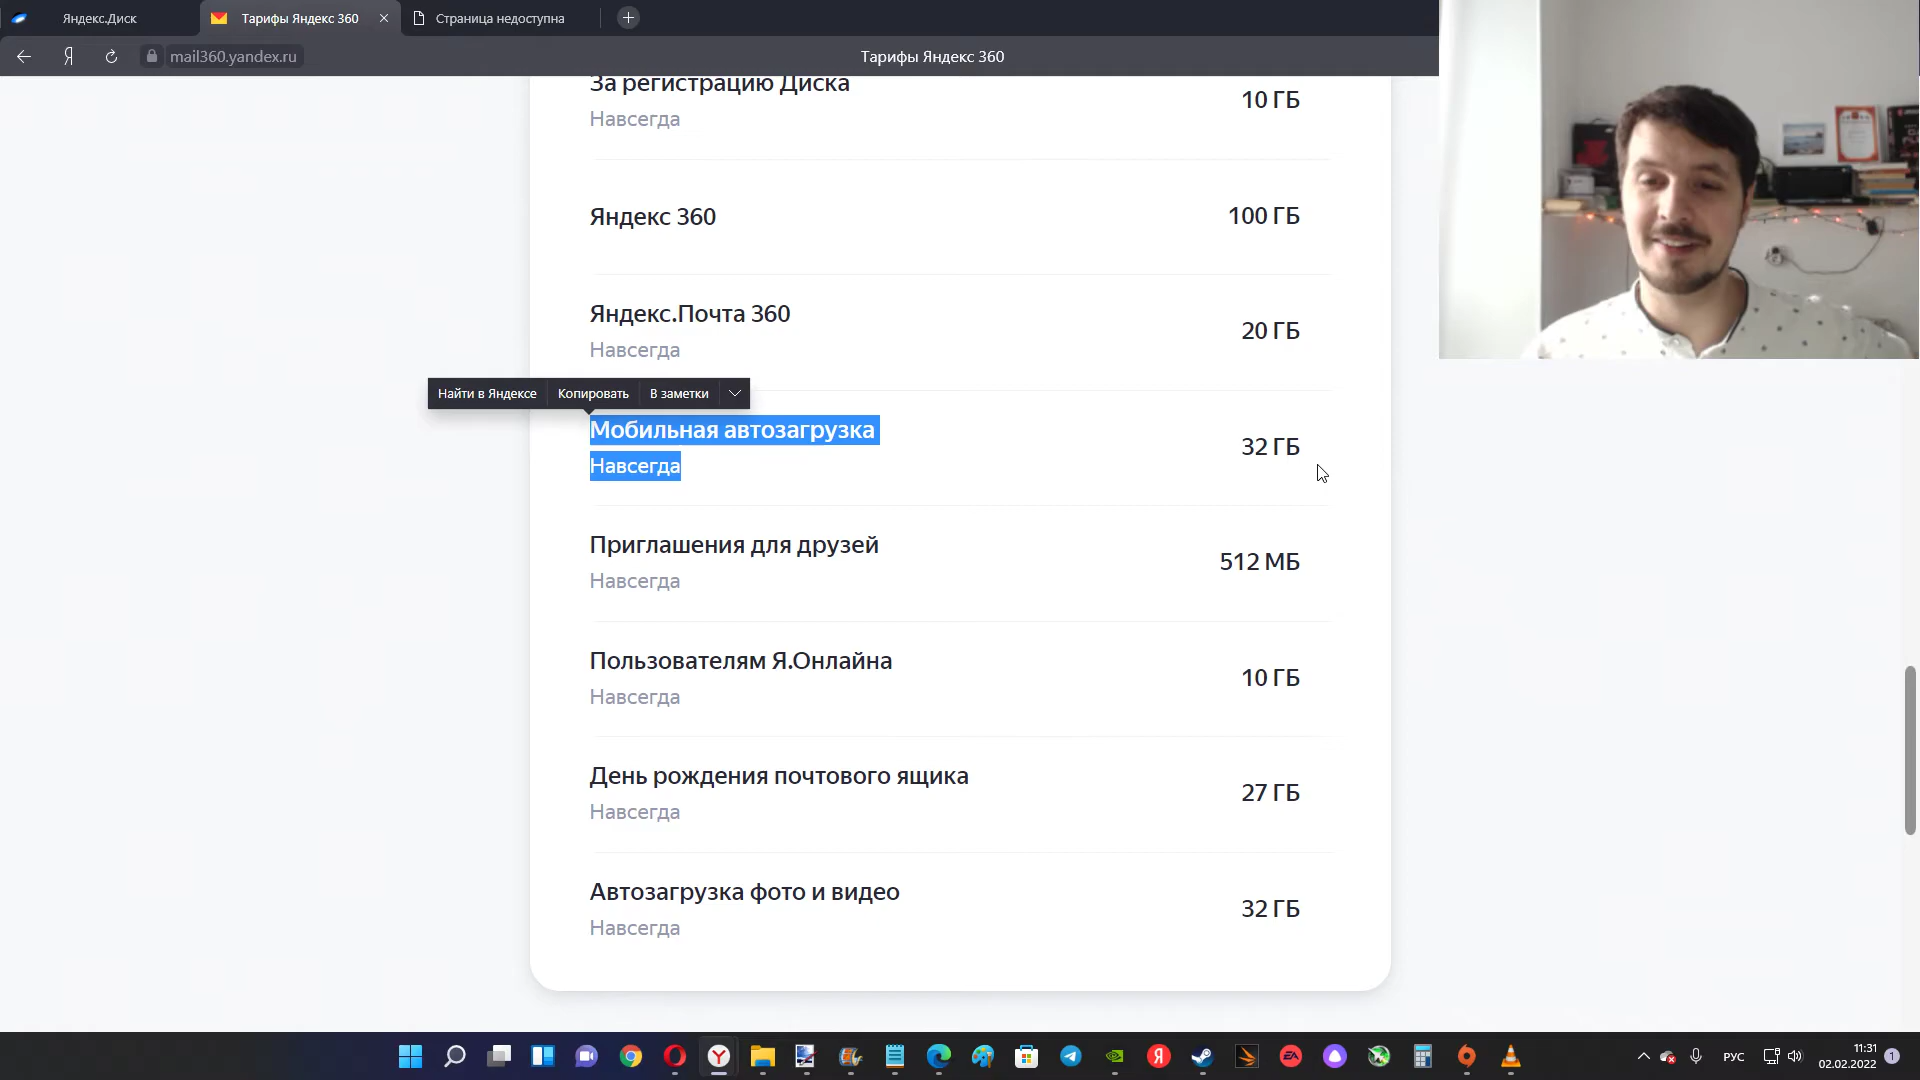 Яндекс.Диск
Тарифы Яндекс 360
Страница недоступна
mail360.yandex.ru
Тарифы Яндекс 360
За регистрацию Диска
10 ГБ
Навсегда
Яндекс 360
100 ГБ
Яндекс.Почта 360
20 ГБ
Навсегда
Найти в Яндексе
Копировать
В заметки
Мобильная автозагрузка
32 ГБ
Навсегда
Приглашения для друзей
512 МБ
Навсегда
Пользователям Я.Онлайна
10 ГБ
Навсегда
День рождения почтового ящика
27 ГБ
Навсегда
Автозагрузка фото и видео
32 ГБ
Навсегда
РУС
11:31
02.02.2022
1